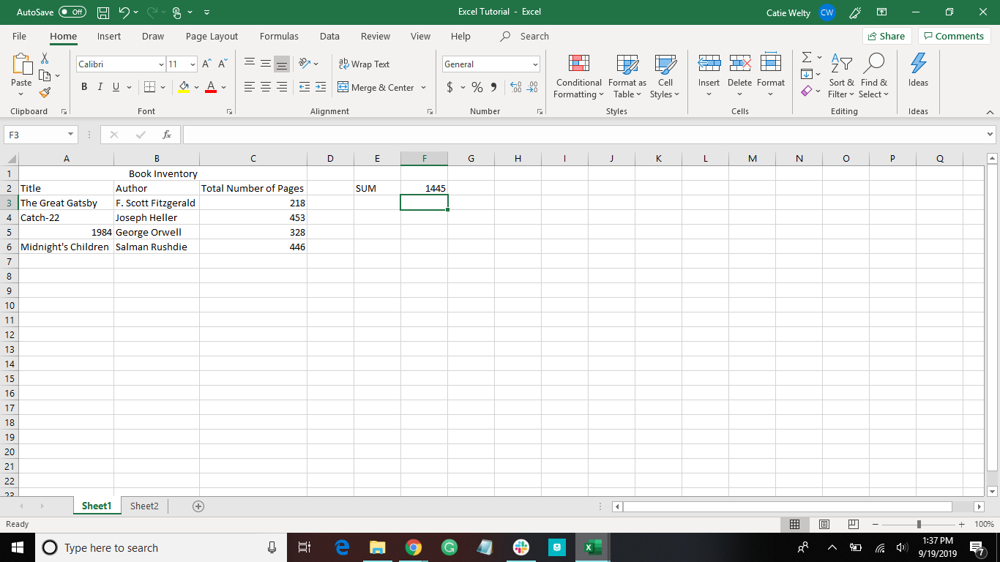 AutoSave Off Excel Tutorial - Excel Catie Welty CW
File Home Insert Draw Page Layout Formulas Data Review View Help Search Share Comments
Calibri 11 A A ab Wrap Text General Σ A Z
Paste Conditional Format as Cell Insert Delete Format Sort & Find & Ideas
B I U A Merge & Center $ % , .00 .00
Formatting Table Styles Filter Select
Clipboard Font Alignment Number Styles Cells Editing Ideas
F3 fx
A B C D E F G H I J K L M N O P Q
1 Book Inventory
2 Title Author Total Number of Pages SUM 1445
3 The Great Gatsby F. Scott Fitzgerald 218
4 Catch-22 Joseph Heller 453
5 1984 George Orwell 328
6 Midnight's Children Salman Rushdie 446
7
8
9
10
11
12
13
14
15
16
17
18
19
20
21
22
23
Sheet1 Sheet2
Ready 100%
Type here to search 1:37 PM
9/19/2019 7